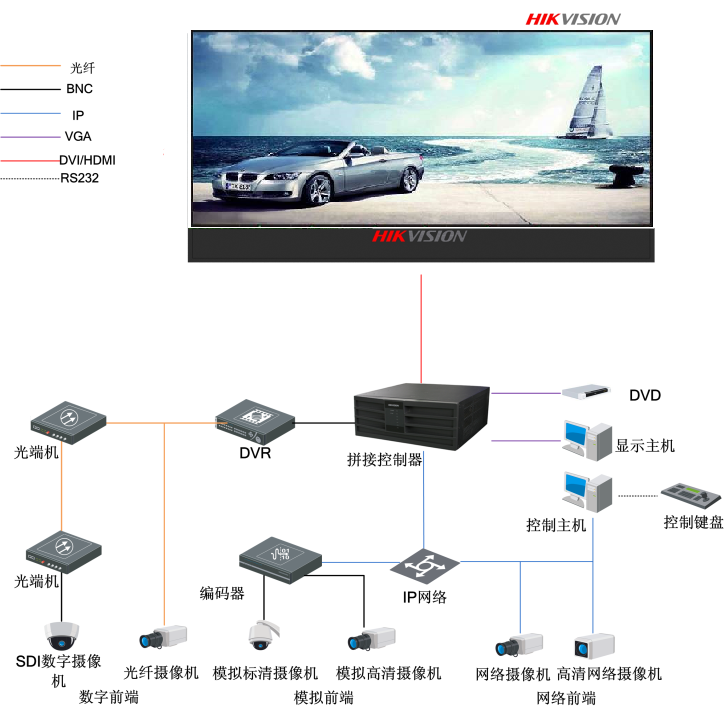 HIKVISION
光纤
BNC
IP
VGA
DVI/HDMI
RS232
HIKVISION
DVD
光端机
DVR
拼接控制器
显示主机
控制主机
控制键盘
光端机
编码器
IP网络
SDI数字摄像
机
光纤摄像机
模拟标清摄像机
模拟高清摄像机
网络摄像机
高清网络摄像机
数字前端
模拟前端
网络前端